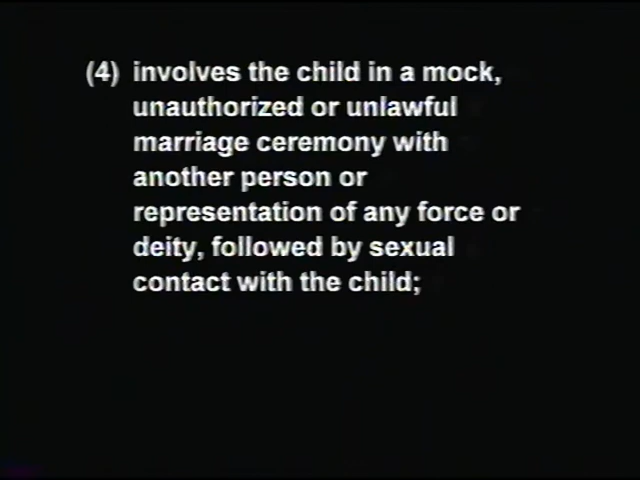 (4) involves the child in a mock,
unauthorized or unlawful
marriage ceremony with
another person or
representation of any force or
deity, followed by sexual
contact with the child;